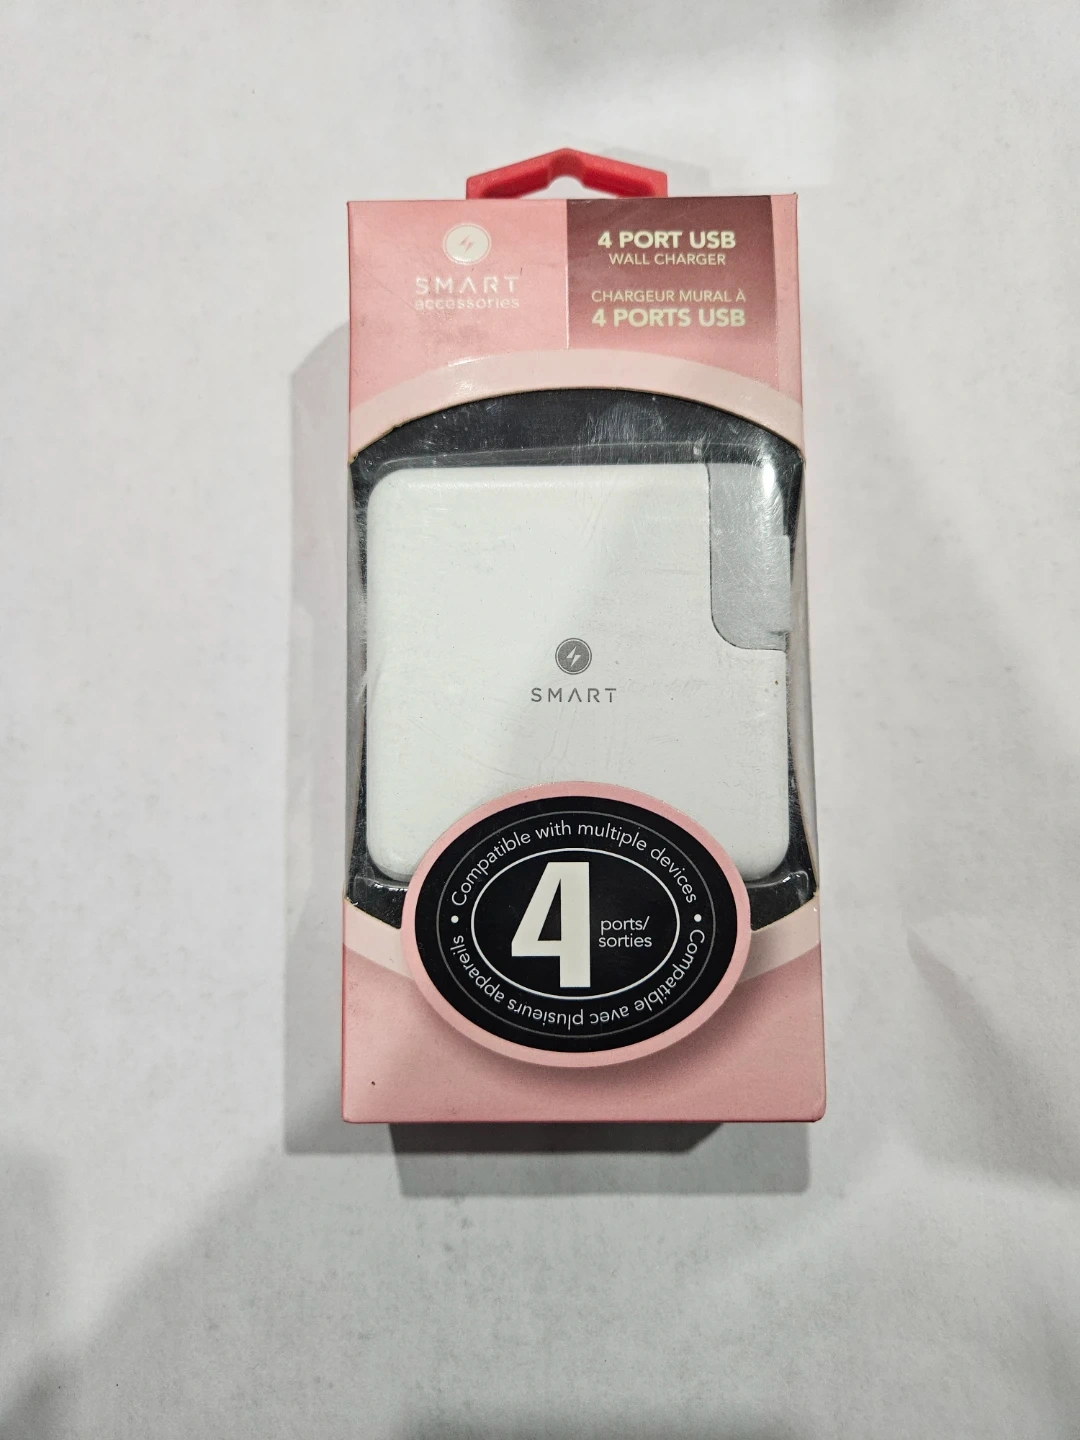 SMART
accessories
4 PORT USB
WALL CHARGER
CHARGEUR MURAL À
4 PORTS USB
SMART
Compatible with multiple devices •
4
ports/
sorties
Compatible avec plusieurs appareils •